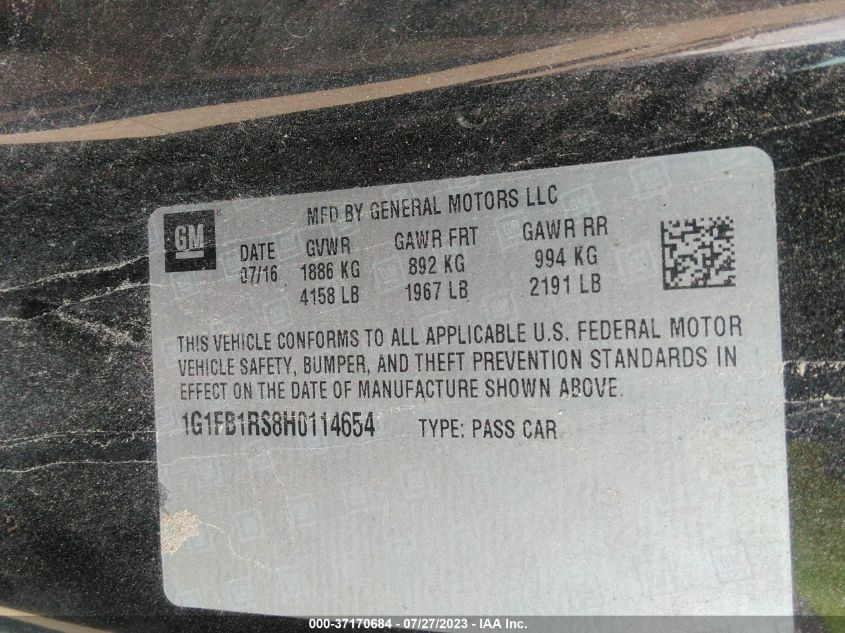 MFD BY GENERAL MOTORS LLC
GM
DATE GVWR GAWR FRT GAWR RR
07/16 1886 KG 892 KG 994 KG
4158 LB 1967 LB 2191 LB
THIS VEHICLE CONFORMS TO ALL APPLICABLE U.S. FEDERAL MOTOR
VEHICLE SAFETY, BUMPER, AND THEFT PREVENTION STANDARDS IN
EFFECT ON THE DATE OF MANUFACTURE SHOWN ABOVE.
1G1FB1RS8H0114654 TYPE: PASS CAR
000-37170684 - 07/27/2023 - IAA Inc.